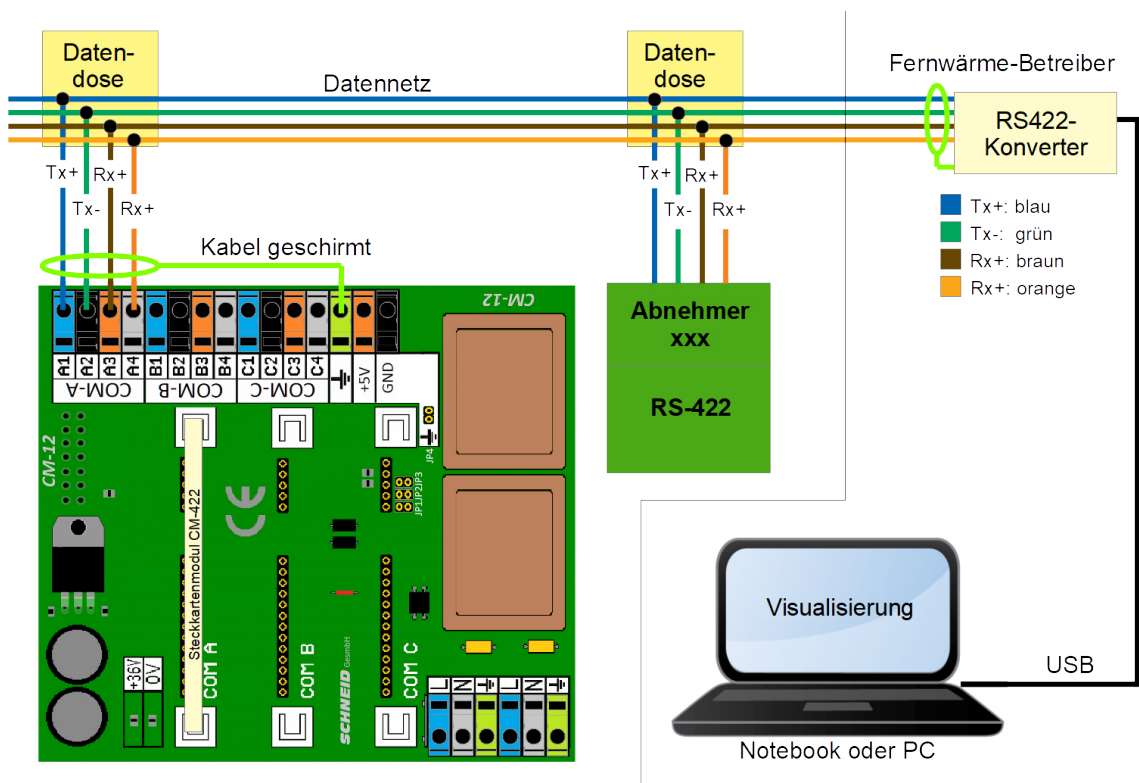 Daten-
dose
Datennetz
Daten-
dose
Fernwärme-Betreiber
RS422-
Konverter
Tx+
Rx+
Tx-
Rx+
Tx+
Rx+
Tx-
Rx+
Tx+: blau
Tx-: grün
Rx+: braun
Rx+: orange
Kabel geschirmt
CM-12
A1
A2
A3
A4
B1
B2
B3
B4
C1
C2
C3
C4
+5V
GND
COM-A
COM-B
COM-C
JP4
JP1JP2JP3
CM-12
CE
Steckkartenmodul CM-422
COM A
COM B
COM C
SCHNEID GesmbH
+36V
0V
L
N
L
N
Abnehmer
xxx
RS-422
Visualisierung
USB
Notebook oder PC